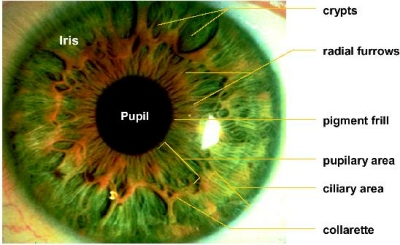 crypts
Iris
radial furrows
Pupil
pigment frill
pupilary area
ciliary area
collarette